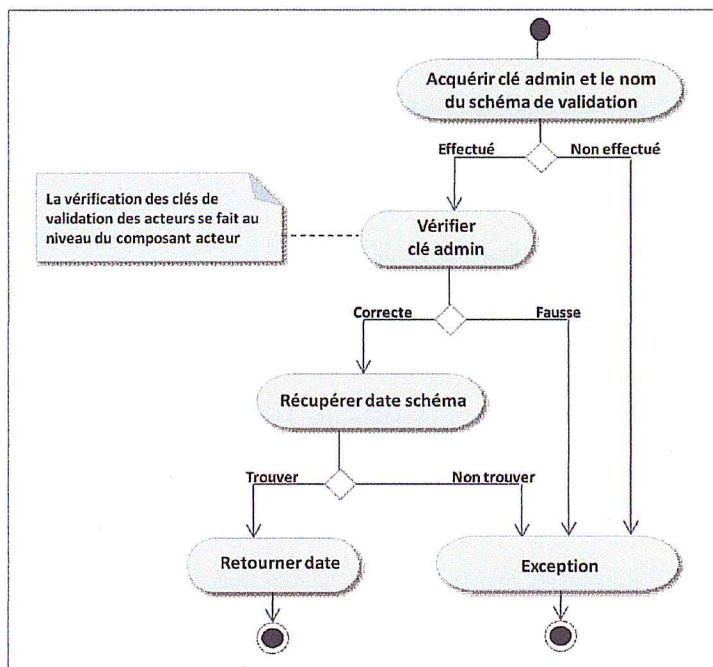 Acquérir clé admin et le nom
du schéma de validation
Effectué
Non effectué
La vérification des clés de
validation des acteurs se fait au
niveau du composant acteur
Vérifier
clé admin
Correcte
Fausse
Récupérer date schéma
Trouver
Non trouver
Retourner date
Exception